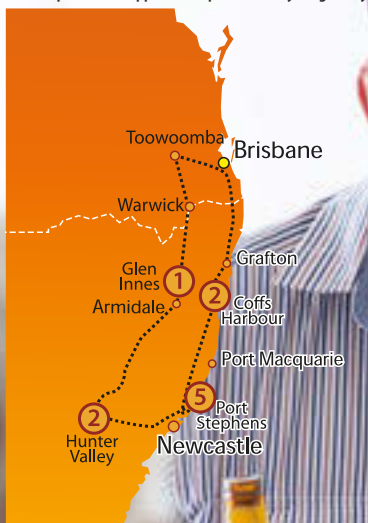 Toowoomba
Brisbane
Warwick
Grafton
Glen
Innes
1
2
Coffs
Harbour
Armidale
Port Macquarie
5
Port
Stephens
2
Hunter
Valley
Newcastle